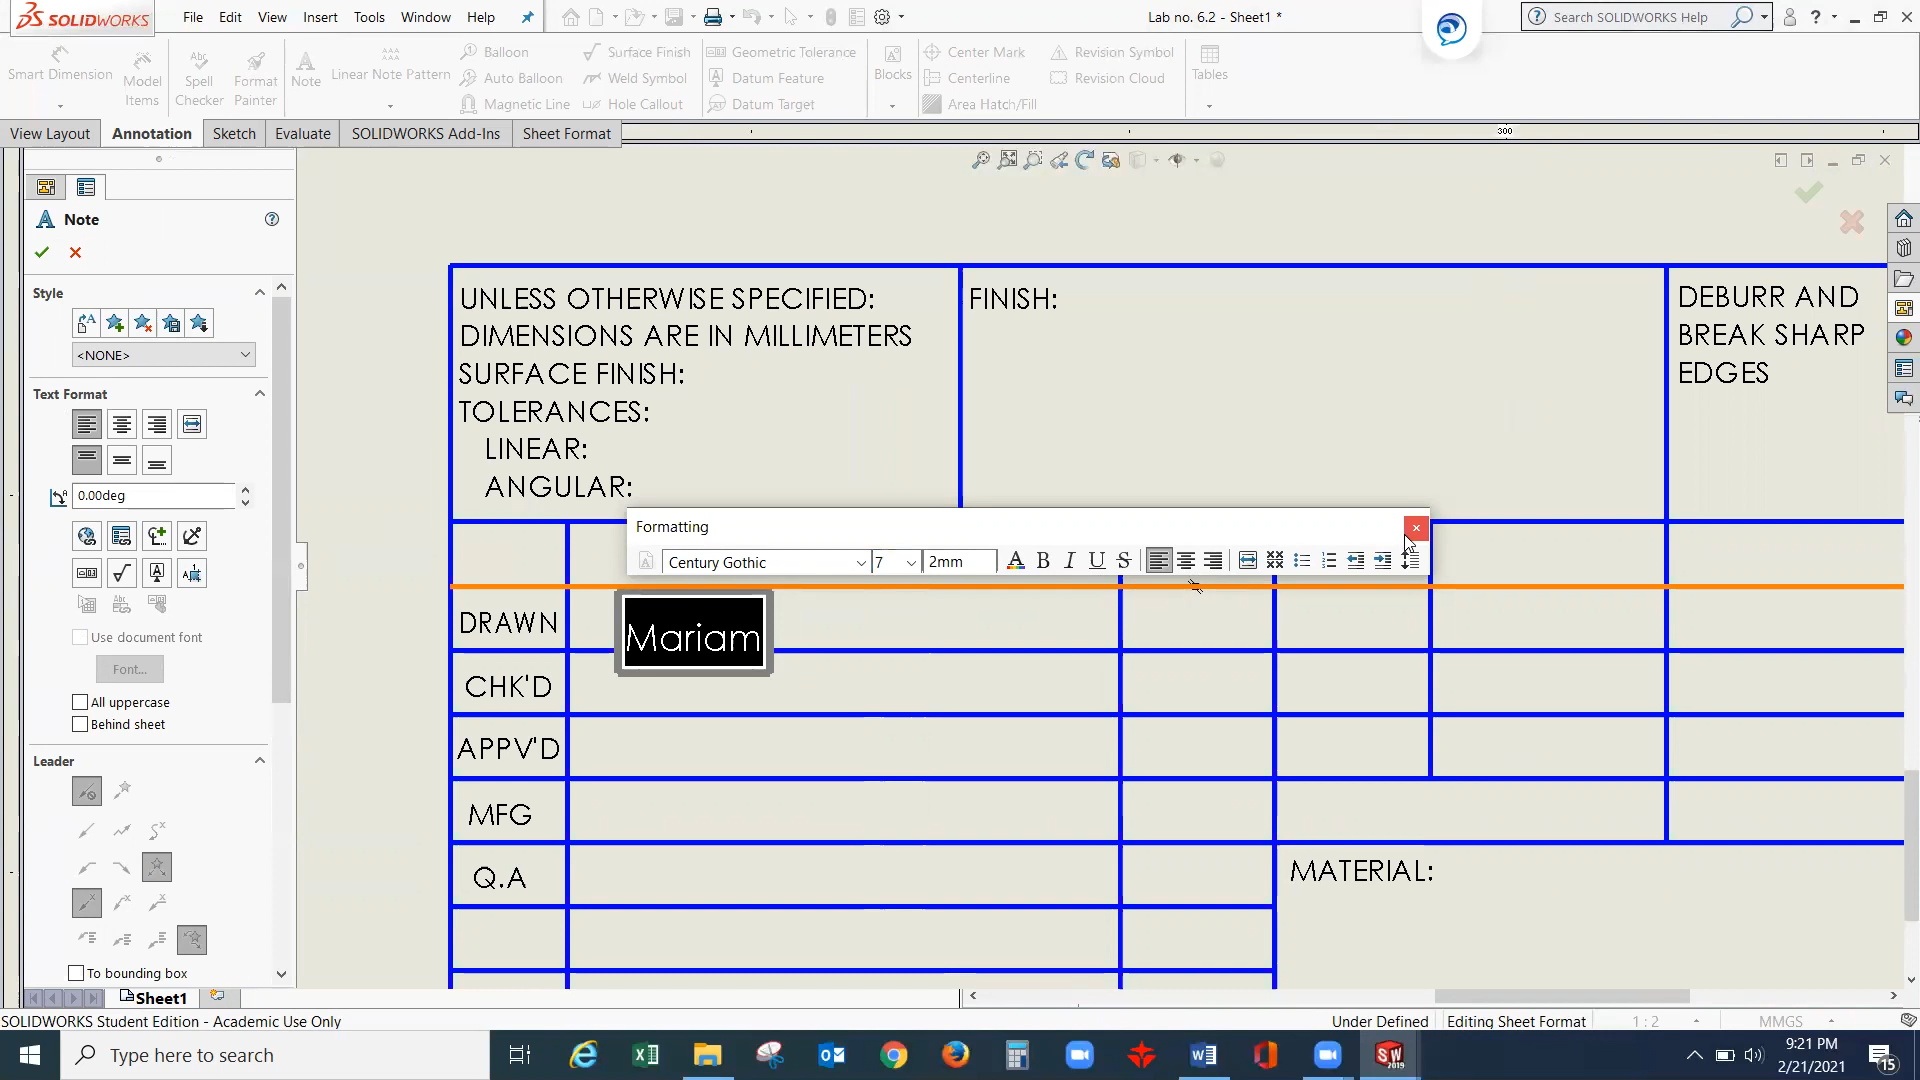 SOLIDWORKS
File Edit View Insert Tools Window Help
Lab no. 6.2 - Sheet1 *
Search SOLIDWORKS Help
Smart Dimension
Model Items
Spell Checker
Format Painter
Note
Linear Note Pattern
Balloon
Auto Balloon
Magnetic Line
Surface Finish
Weld Symbol
Hole Callout
Geometric Tolerance
Datum Feature
Datum Target
Blocks
Center Mark
Centerline
Area Hatch/Fill
Revision Symbol
Revision Cloud
Tables
View Layout Annotation Sketch Evaluate SOLIDWORKS Add-Ins Sheet Format
300
Note
Style
<NONE>
Text Format
0.00deg
Use document font
Font...
All uppercase
Behind sheet
Leader
To bounding box
UNLESS OTHERWISE SPECIFIED:
DIMENSIONS ARE IN MILLIMETERS
SURFACE FINISH:
TOLERANCES:
LINEAR:
ANGULAR:
FINISH:
DEBURR AND
BREAK SHARP
EDGES
Formatting
Century Gothic 7 2mm
DRAWN
Mariam
CHK'D
APPV'D
MFG
Q.A
MATERIAL:
Sheet1
SOLIDWORKS Student Edition - Academic Use Only
Under Defined Editing Sheet Format 1 : 2 MMGS
Type here to search
SW
2019
9:21 PM
2/21/2021
15